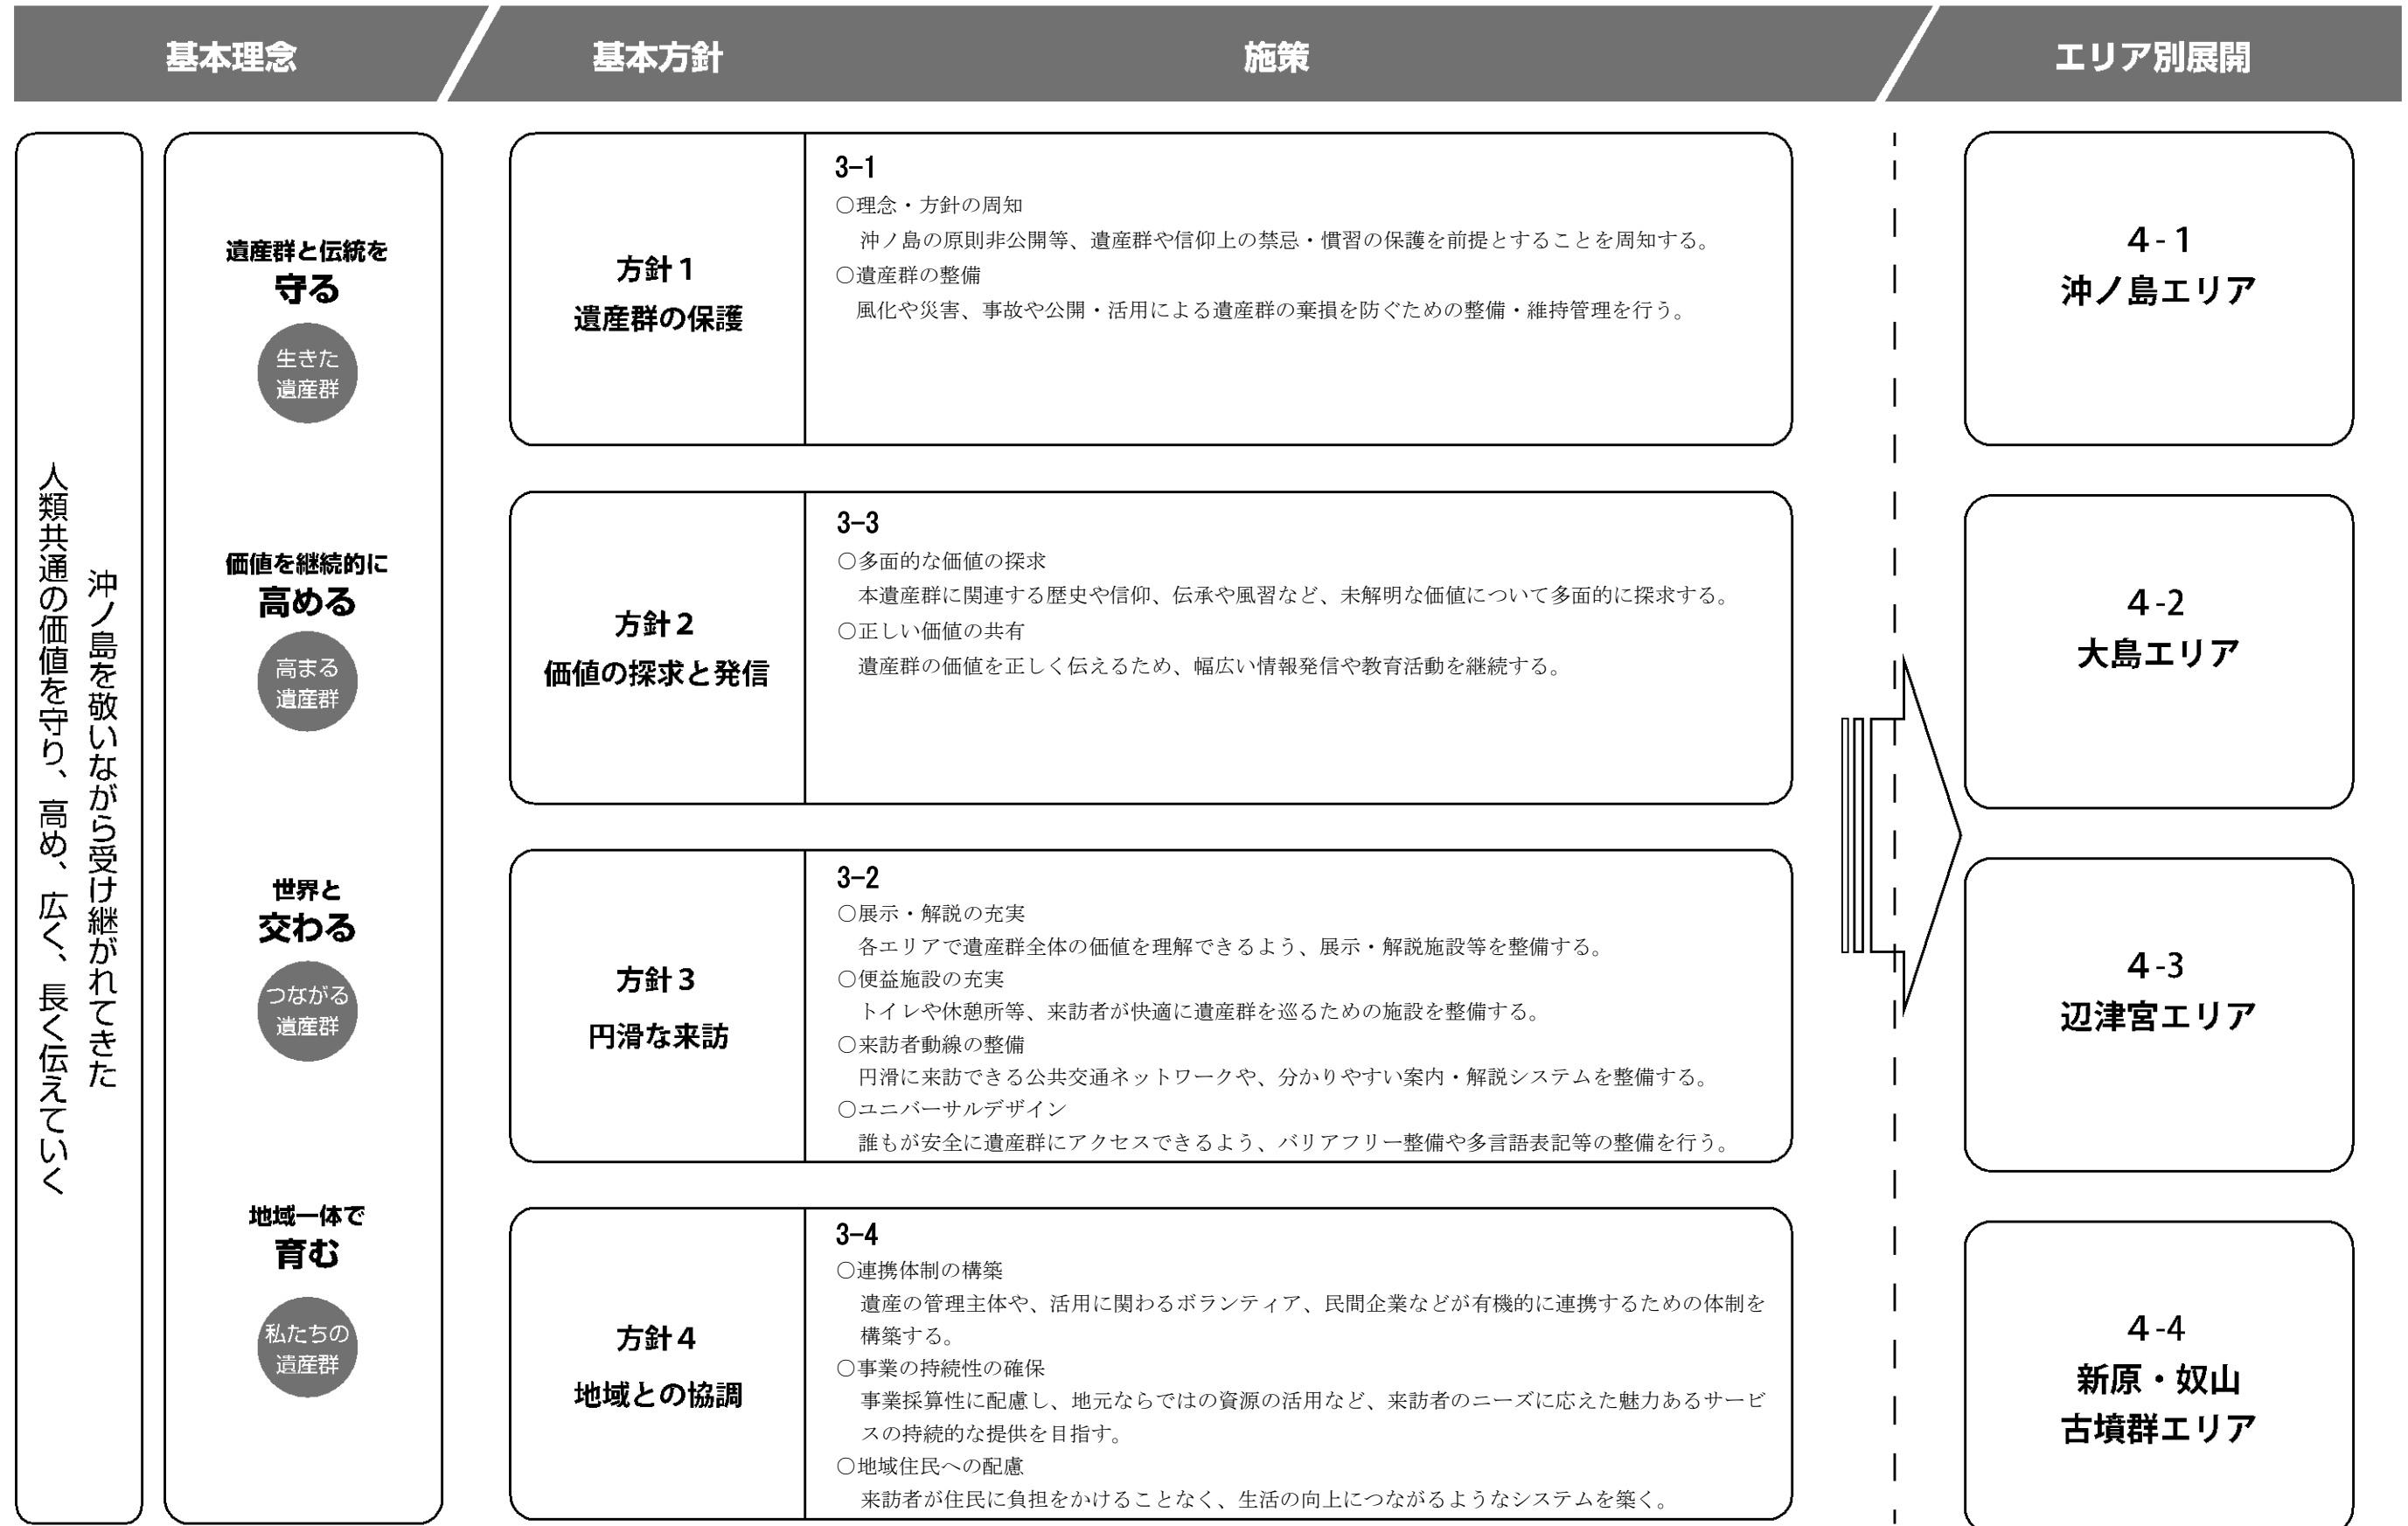 基本理念
基本方針
施策
エリア別展開
沖ノ島を敬いながら受け継がれてきた
人類共通の価値を守り、高め、広く、長く伝えていく
遺産群と伝統を
守る
生きた
遺産群
価値を継続的に
高める
高まる
遺産群
世界と
交わる
つながる
遺産群
地域一体で
育む
私たちの
遺産群
方針1
遺産群の保護
3-1
○理念・方針の周知
沖ノ島の原則非公開等、遺産群や信仰上の禁忌・慣習の保護を前提とすることを周知する。
○遺産群の整備
風化や災害、事故や公開・活用による遺産群の棄損を防ぐための整備・維持管理を行う。
方針2
価値の探求と発信
3-3
○多面的な価値の探求
本遺産群に関連する歴史や信仰、伝承や風習など、未解明な価値について多面的に探求する。
○正しい価値の共有
遺産群の価値を正しく伝えるため、幅広い情報発信や教育活動を継続する。
方針3
円滑な来訪
3-2
○展示・解説の充実
各エリアで遺産群全体の価値を理解できるよう、展示・解説施設等を整備する。
○便益施設の充実
トイレや休憩所等、来訪者が快適に遺産群を巡るための施設を整備する。
○来訪者動線の整備
円滑に来訪できる公共交通ネットワークや、分かりやすい案内・解説システムを整備する。
○ユニバーサルデザイン
誰もが安全に遺産群にアクセスできるよう、バリアフリー整備や多言語表記等の整備を行う。
方針4
地域との協調
3-4
○連携体制の構築
遺産の管理主体や、活用に関わるボランティア、民間企業などが有機的に連携するための体制を
構築する。
○事業の持続性の確保
事業採算性に配慮し、地元ならではの資源の活用など、来訪者のニーズに応えた魅力あるサービ
スの持続的な提供を目指す。
○地域住民への配慮
来訪者が住民に負担をかけることなく、生活の向上につながるようなシステムを築く。
4-1
沖ノ島エリア
4-2
大島エリア
4-3
辺津宮エリア
4-4
新原・奴山
古墳群エリア